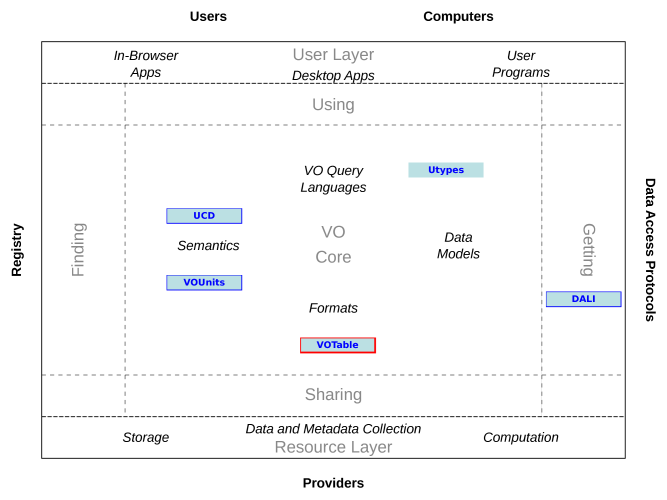 Users
Computers
In-Browser
Apps
User Layer
Desktop Apps
User
Programs
Using
VO Query
Languages
Utypes
UCD
Semantics
VOUnits
VO
Core
Data
Models
Registry
Finding
Getting
Data Access Protocols
DALI
Formats
VOTable
Sharing
Storage
Data and Metadata Collection
Resource Layer
Computation
Providers